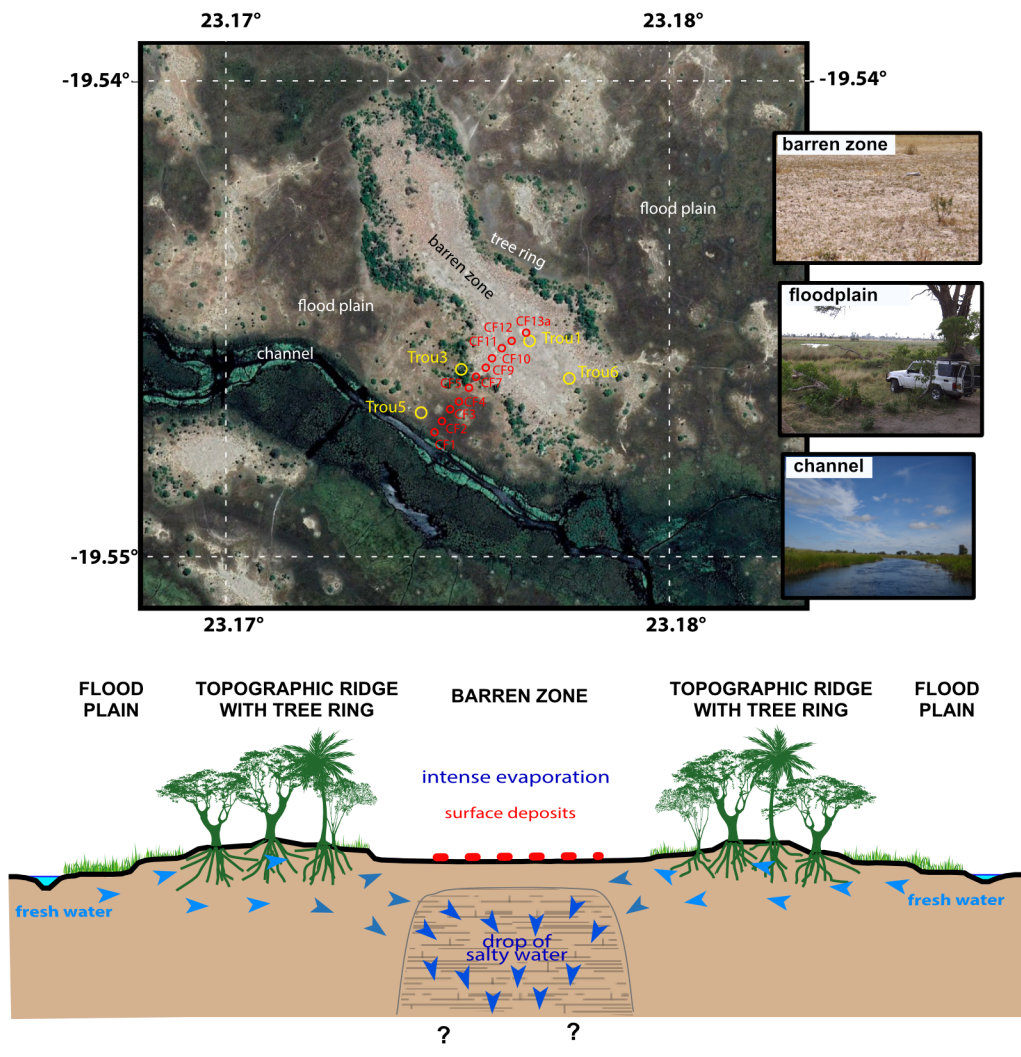 23.17°
23.18°
-19.54°
-19.54°
barren zone
flood plain
tree ring
barren zone
floodplain
flood plain
CF13a
CF12
Trou1
CF11
channel
CF10
Trou3
CF9
Trou6
CF7
CF5
CF4
Trou5
CF3
CF2
CF1
channel
-19.55°
23.17°
23.18°
FLOOD
PLAIN
TOPOGRAPHIC RIDGE
WITH TREE RING
BARREN ZONE
TOPOGRAPHIC RIDGE
WITH TREE RING
FLOOD
PLAIN
intense evaporation
surface deposits
fresh water
fresh water
drop of
salty water
?
?